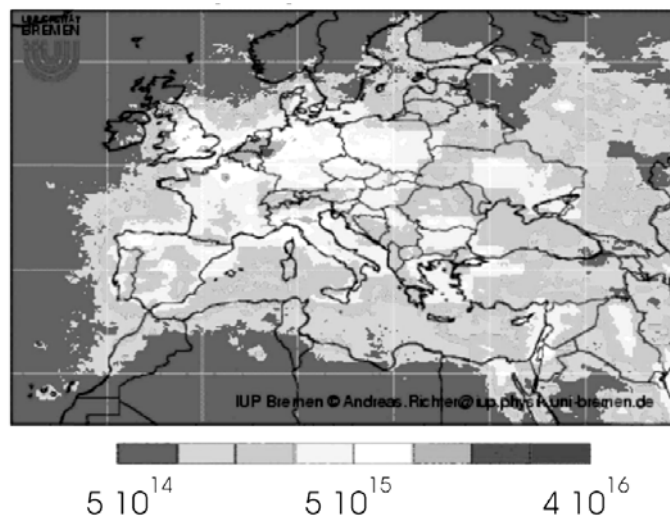 UNIVERSITÄT
BREMEN
IUP Bremen © Andreas.Richter@iup.physik.uni-bremen.de
5 10^14 5 10^15 4 10^16